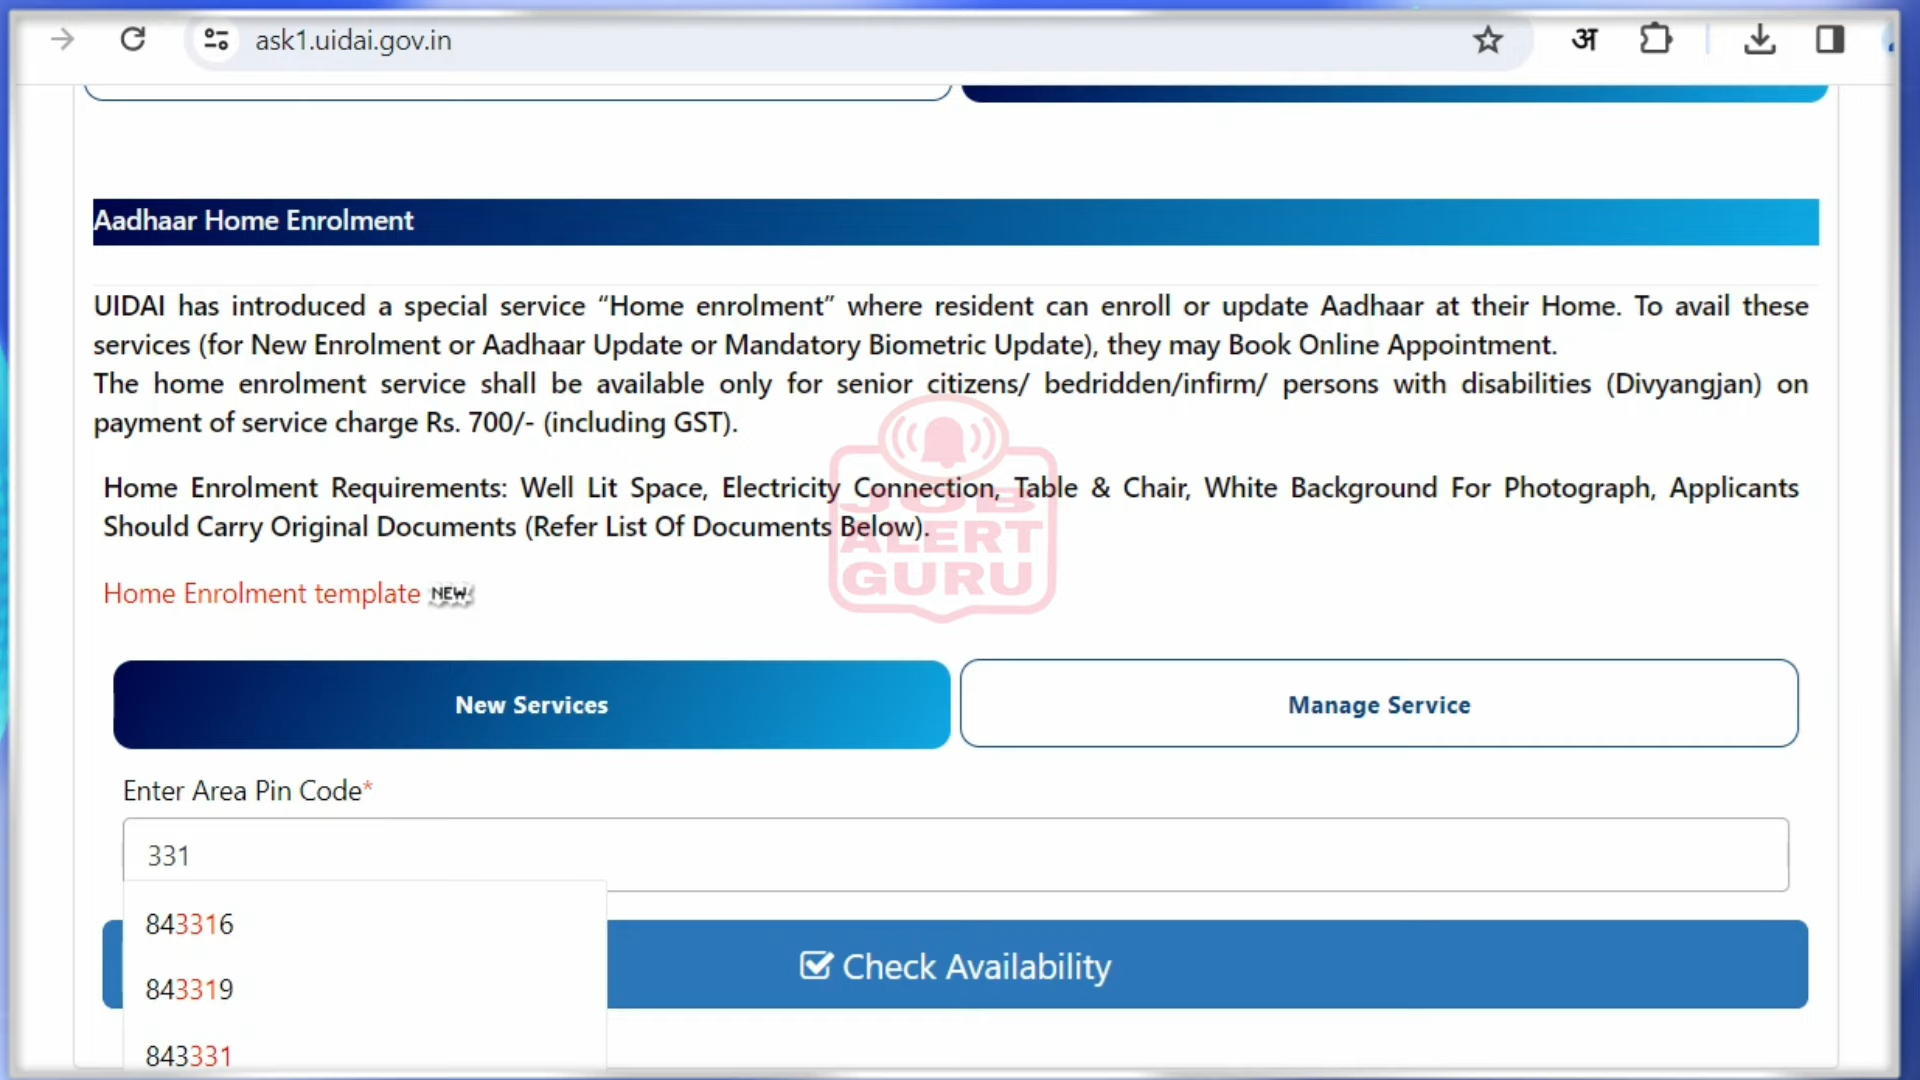 ask1.uidai.gov.in
अ
Aadhaar Home Enrolment
UIDAI has introduced a special service “Home enrolment” where resident can enroll or update Aadhaar at their Home. To avail these
services (for New Enrolment or Aadhaar Update or Mandatory Biometric Update), they may Book Online Appointment.
The home enrolment service shall be available only for senior citizens/ bedridden/infirm/ persons with disabilities (Divyangjan) on
payment of service charge Rs. 700/- (including GST).
Home Enrolment Requirements: Well Lit Space, Electricity Connection, Table & Chair, White Background For Photograph, Applicants
Should Carry Original Documents (Refer List Of Documents Below).
JOB
ALERT
GURU
Home Enrolment template NEW
New Services
Manage Service
Enter Area Pin Code*
331
843316
843319
843331
Check Availability